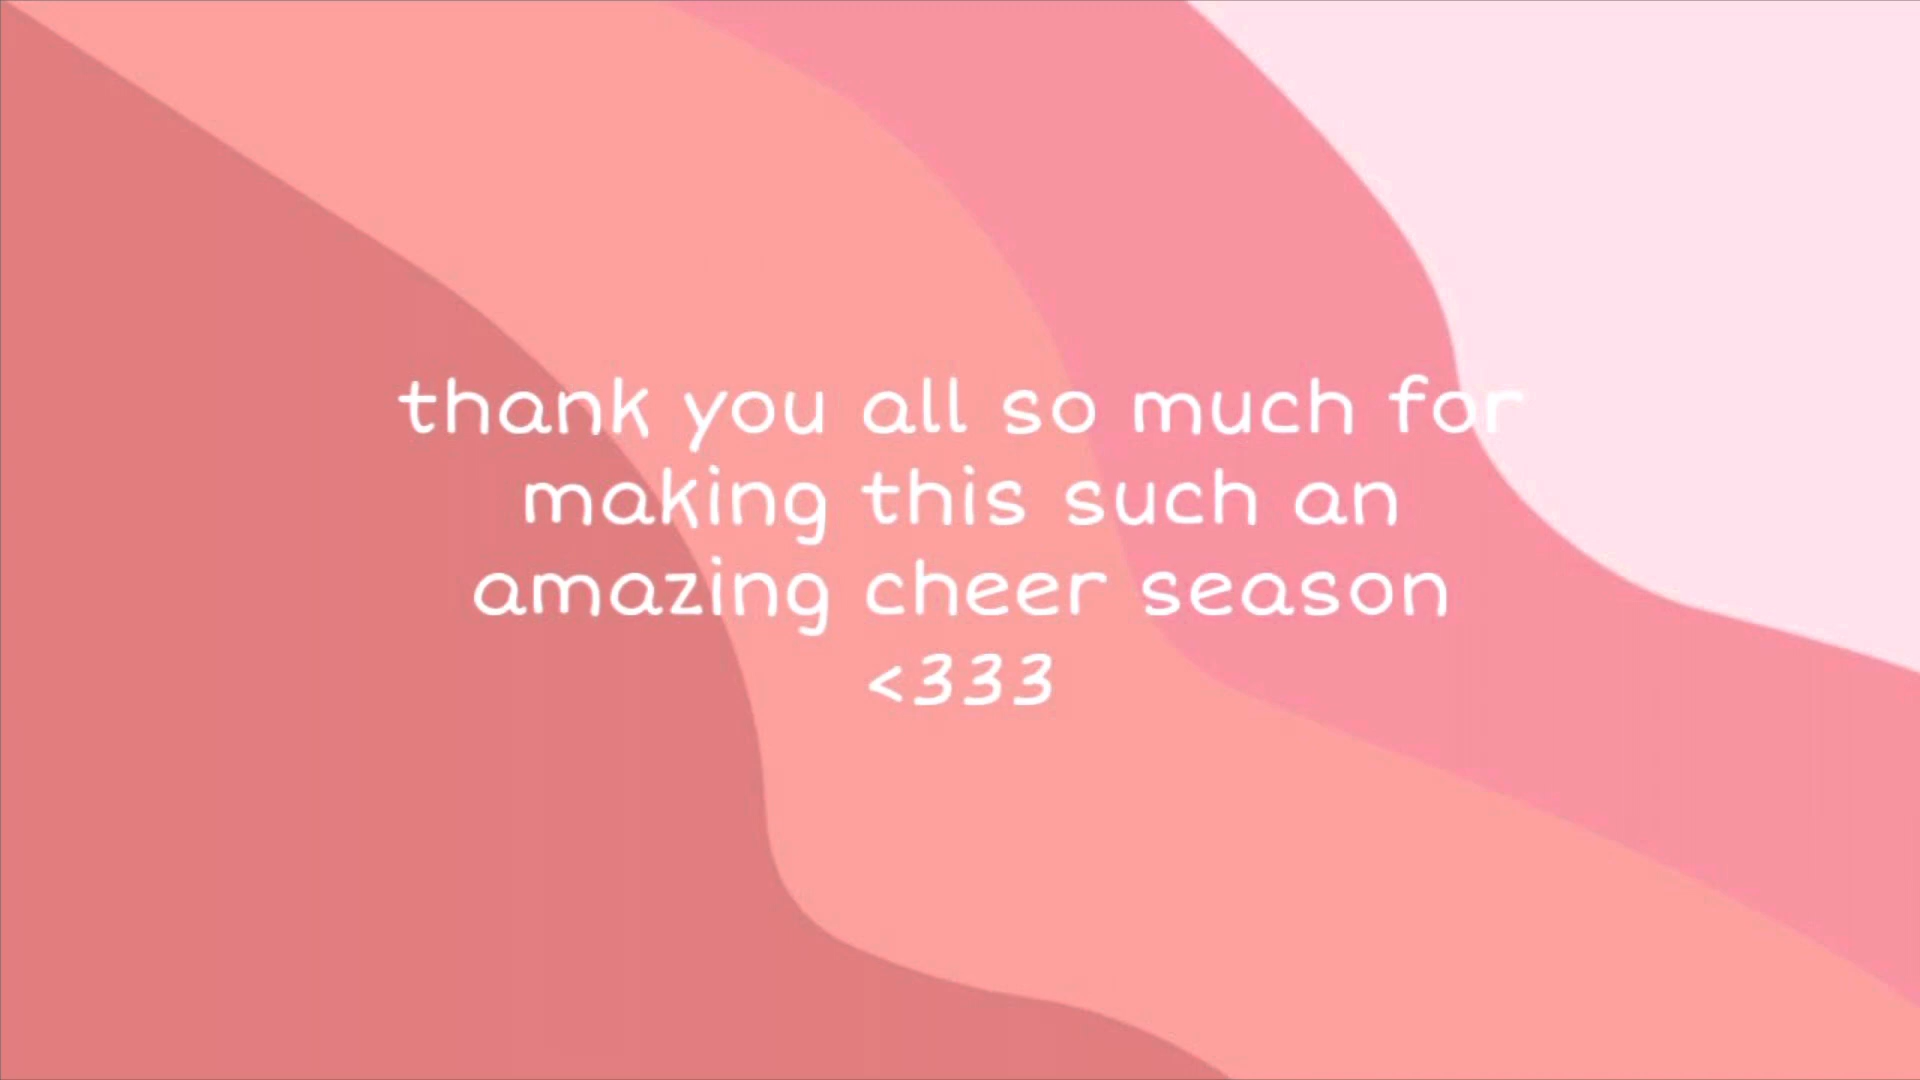 thank you all so much for
making this such an
amazing cheer season
<333